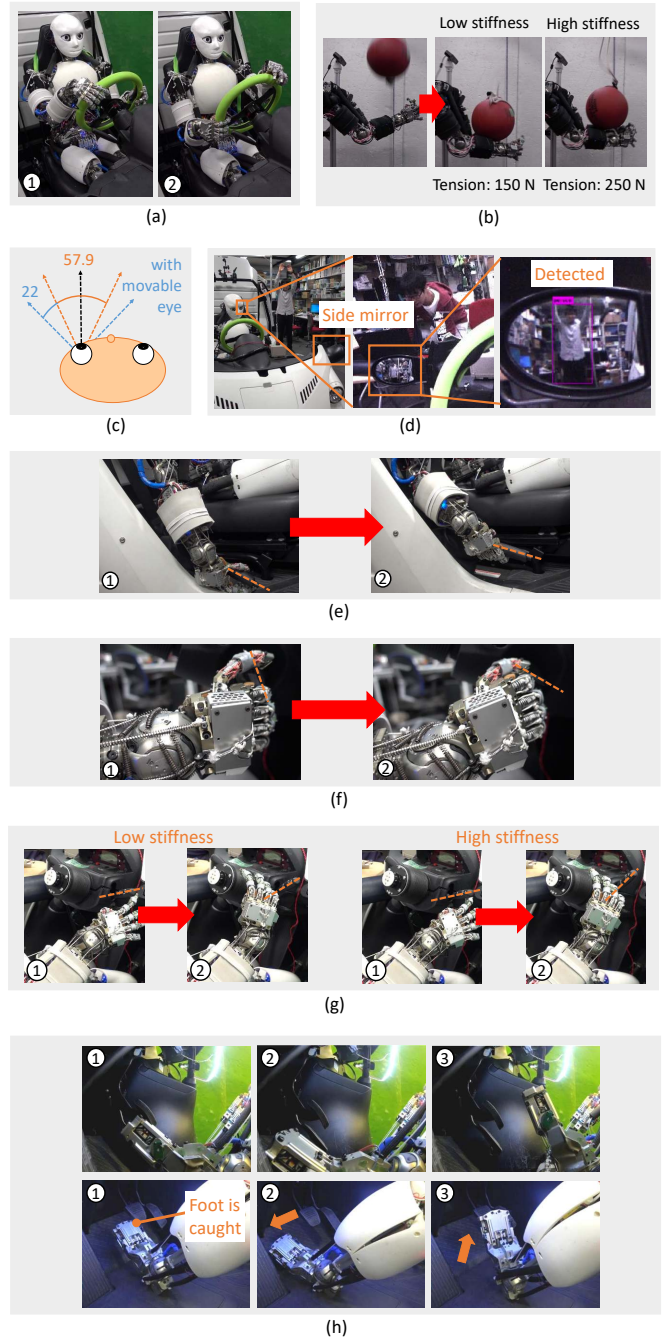 1
2
(a)
Low stiffness
High stiffness
Tension: 150 N
Tension: 250 N
(b)
57.9
22
with
movable
eye
(c)
Side mirror
Detected
(d)
1
2
(e)
1
2
(f)
Low stiffness
High stiffness
1
2
1
2
(g)
1
2
3
1
Foot is
caught
2
3
(h)